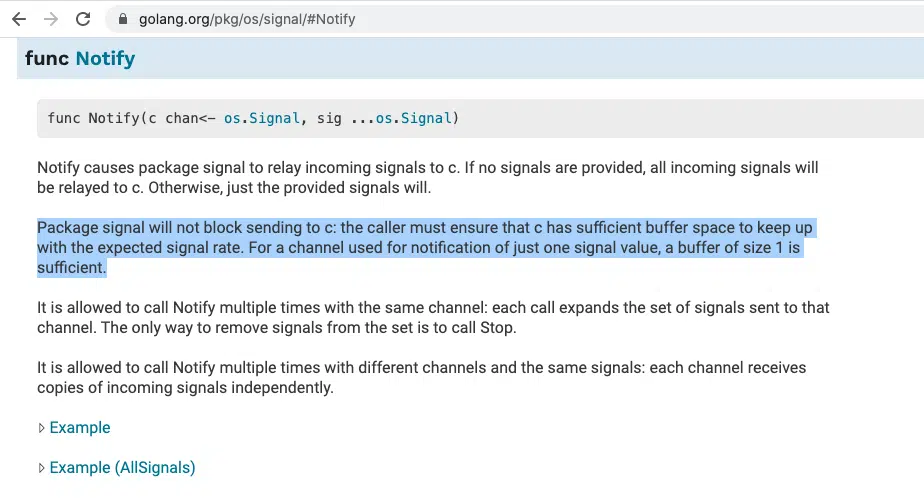 golang.org/pkg/os/signal/#Notify
func Notify
func Notify(c chan<- os.Signal, sig ...os.Signal)
Notify causes package signal to relay incoming signals to c. If no signals are provided, all incoming signals will
be relayed to c. Otherwise, just the provided signals will.
Package signal will not block sending to c: the caller must ensure that c has sufficient buffer space to keep up
with the expected signal rate. For a channel used for notification of just one signal value, a buffer of size 1 is
sufficient.
It is allowed to call Notify multiple times with the same channel: each call expands the set of signals sent to that
channel. The only way to remove signals from the set is to call Stop.
It is allowed to call Notify multiple times with different channels and the same signals: each channel receives
copies of incoming signals independently.
Example
Example (AllSignals)